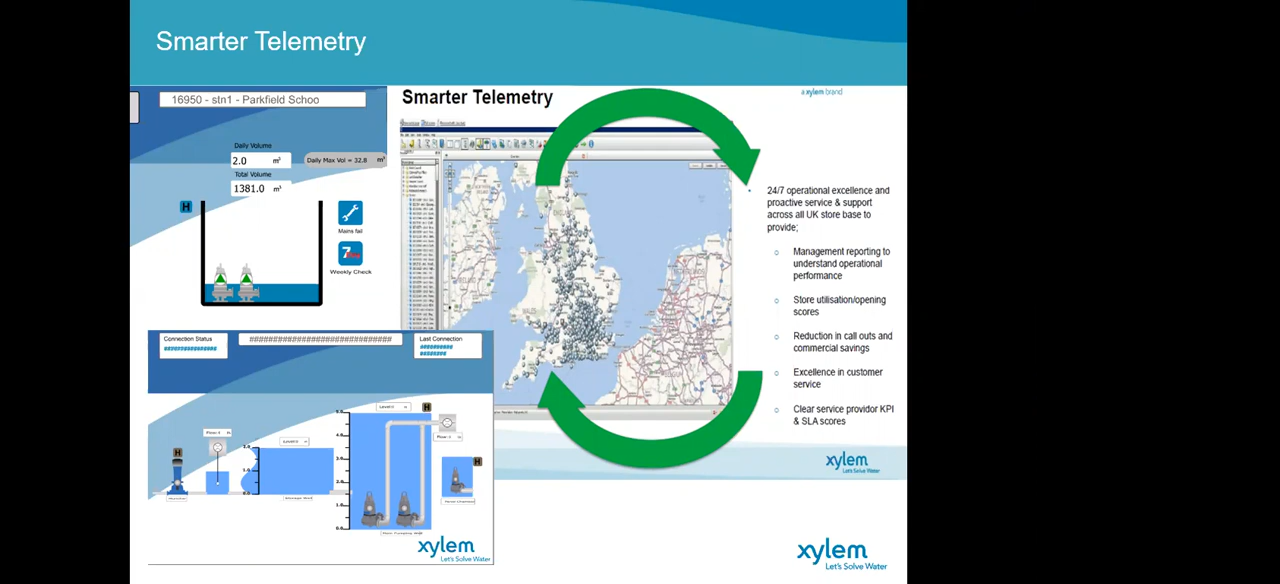 Smarter Telemetry
16950 - stn1 - Parkfield Schoo
Daily Volume
2.0 m³
Daily Max Vol = 32.8 m³
Total Volume
1381.0 m³
H
Mains fail
7
Weekly Check
Smarter Telemetry
a xylem brand
24/7 operational excellence and
proactive service & support
across all UK store base to
provide;
Management reporting to
understand operational
performance
Store utilisation/opening
scores
Reduction in call outs and
commercial savings
Excellence in customer
service
Clear service providor KPI
& SLA scores
xylem
Let's Solve Water
Connection Status
Last Connection
H
H
H
xylem
Let's Solve Water
xylem
Let's Solve Water